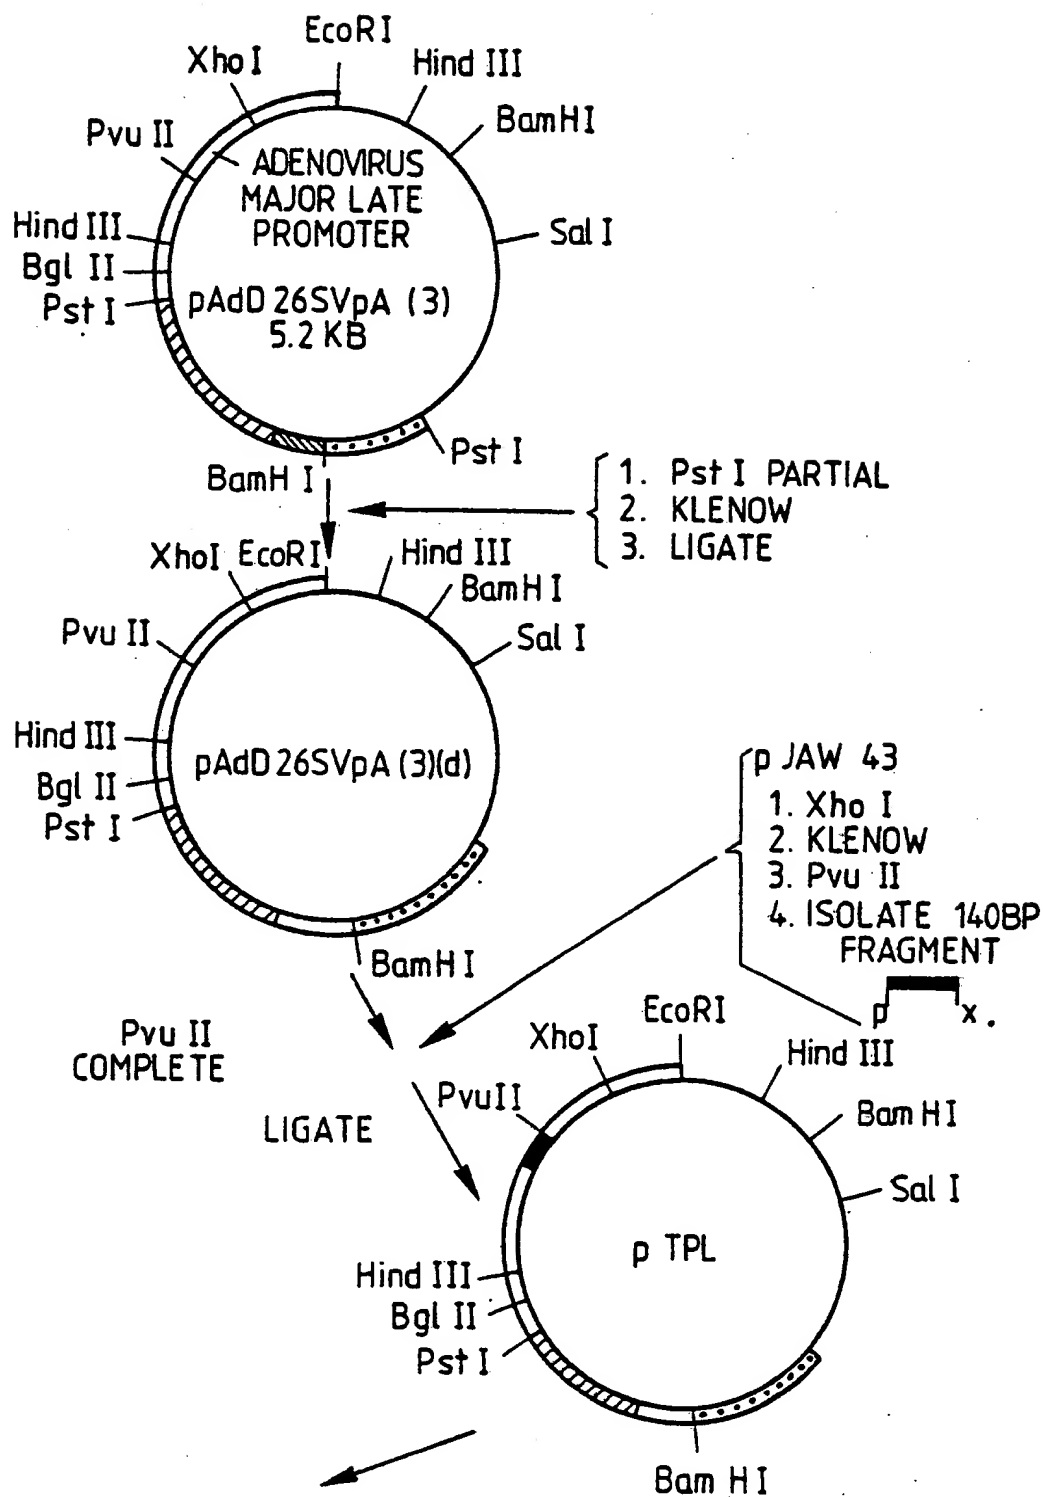 EcoRI
XhoI
Hind III
Pvu II
BamHI
ADENOVIRUS
MAJOR LATE
PROMOTER
Hind III
Sal I
Bgl II
Pst I
pAdD 26SVpA (3)
5.2 KB
Pst I
BamH I
1. Pst I PARTIAL
2. KLENOW
3. LIGATE
XhoI EcoRI
Hind III
BamH I
Pvu II
Sal I
Hind III
pAdD 26SVpA (3)(d)
Bgl II
Pst I
p JAW 43
1. Xho I
2. KLENOW
3. Pvu II
4. ISOLATE 140BP
FRAGMENT
BamH I
p x.
Pvu II
COMPLETE
EcoRI
XhoI
Hind III
PvuII
Bam HI
LIGATE
Sal I
p TPL
Hind III
Bgl II
Pst I
Bam HI